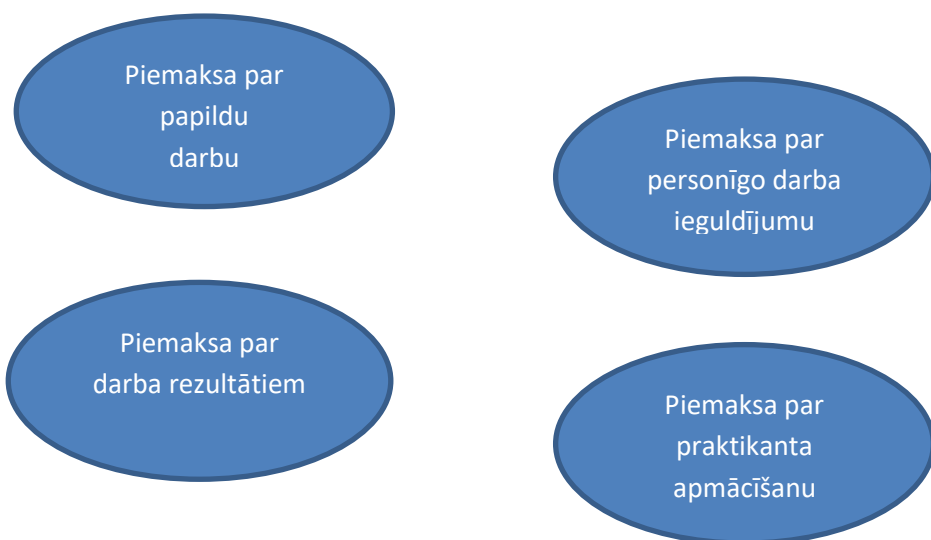 Piemaksa par
papildu
darbu
Piemaksa par
personīgo darba
ieguldījumu
Piemaksa par
darba rezultātiem
Piemaksa par
praktikanta
apmācīšanu